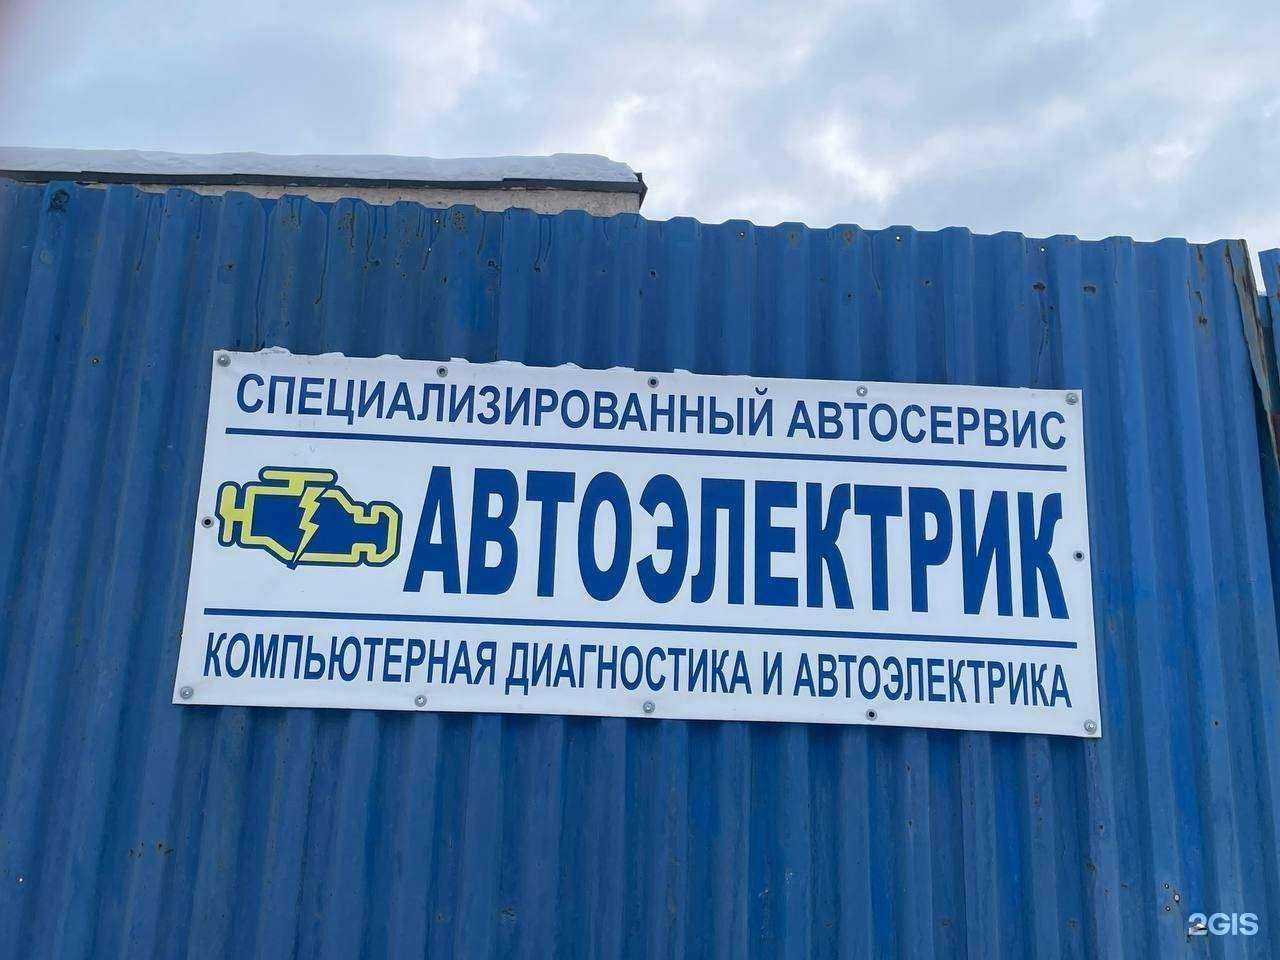 СПЕЦИАЛИЗИРОВАННЫЙ АВТОСЕРВИС
АВТОЭЛЕКТРИК
КОМПЬЮТЕРНАЯ ДИАГНОСТИКА И АВТОЭЛЕКТРИКА
2GIS